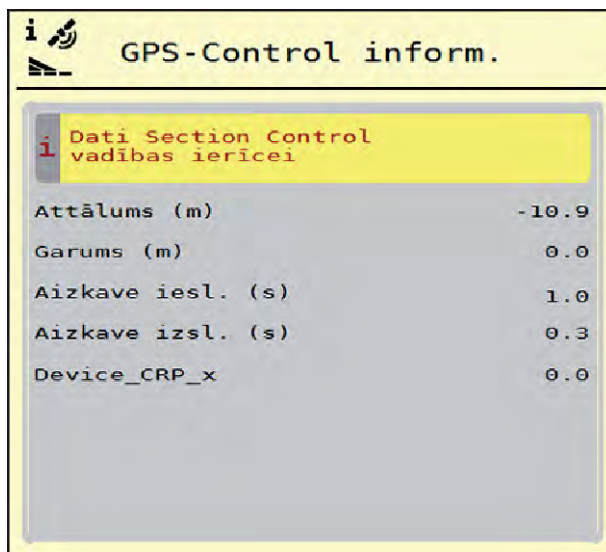 i
GPS-Control inform.
i Dati Section Control
vadības ierīcei
Attālums (m) -10.9
Garums (m) 0.0
Aizkave iesl. (s) 1.0
Aizkave izsl. (s) 0.3
Device_CRP_x 0.0